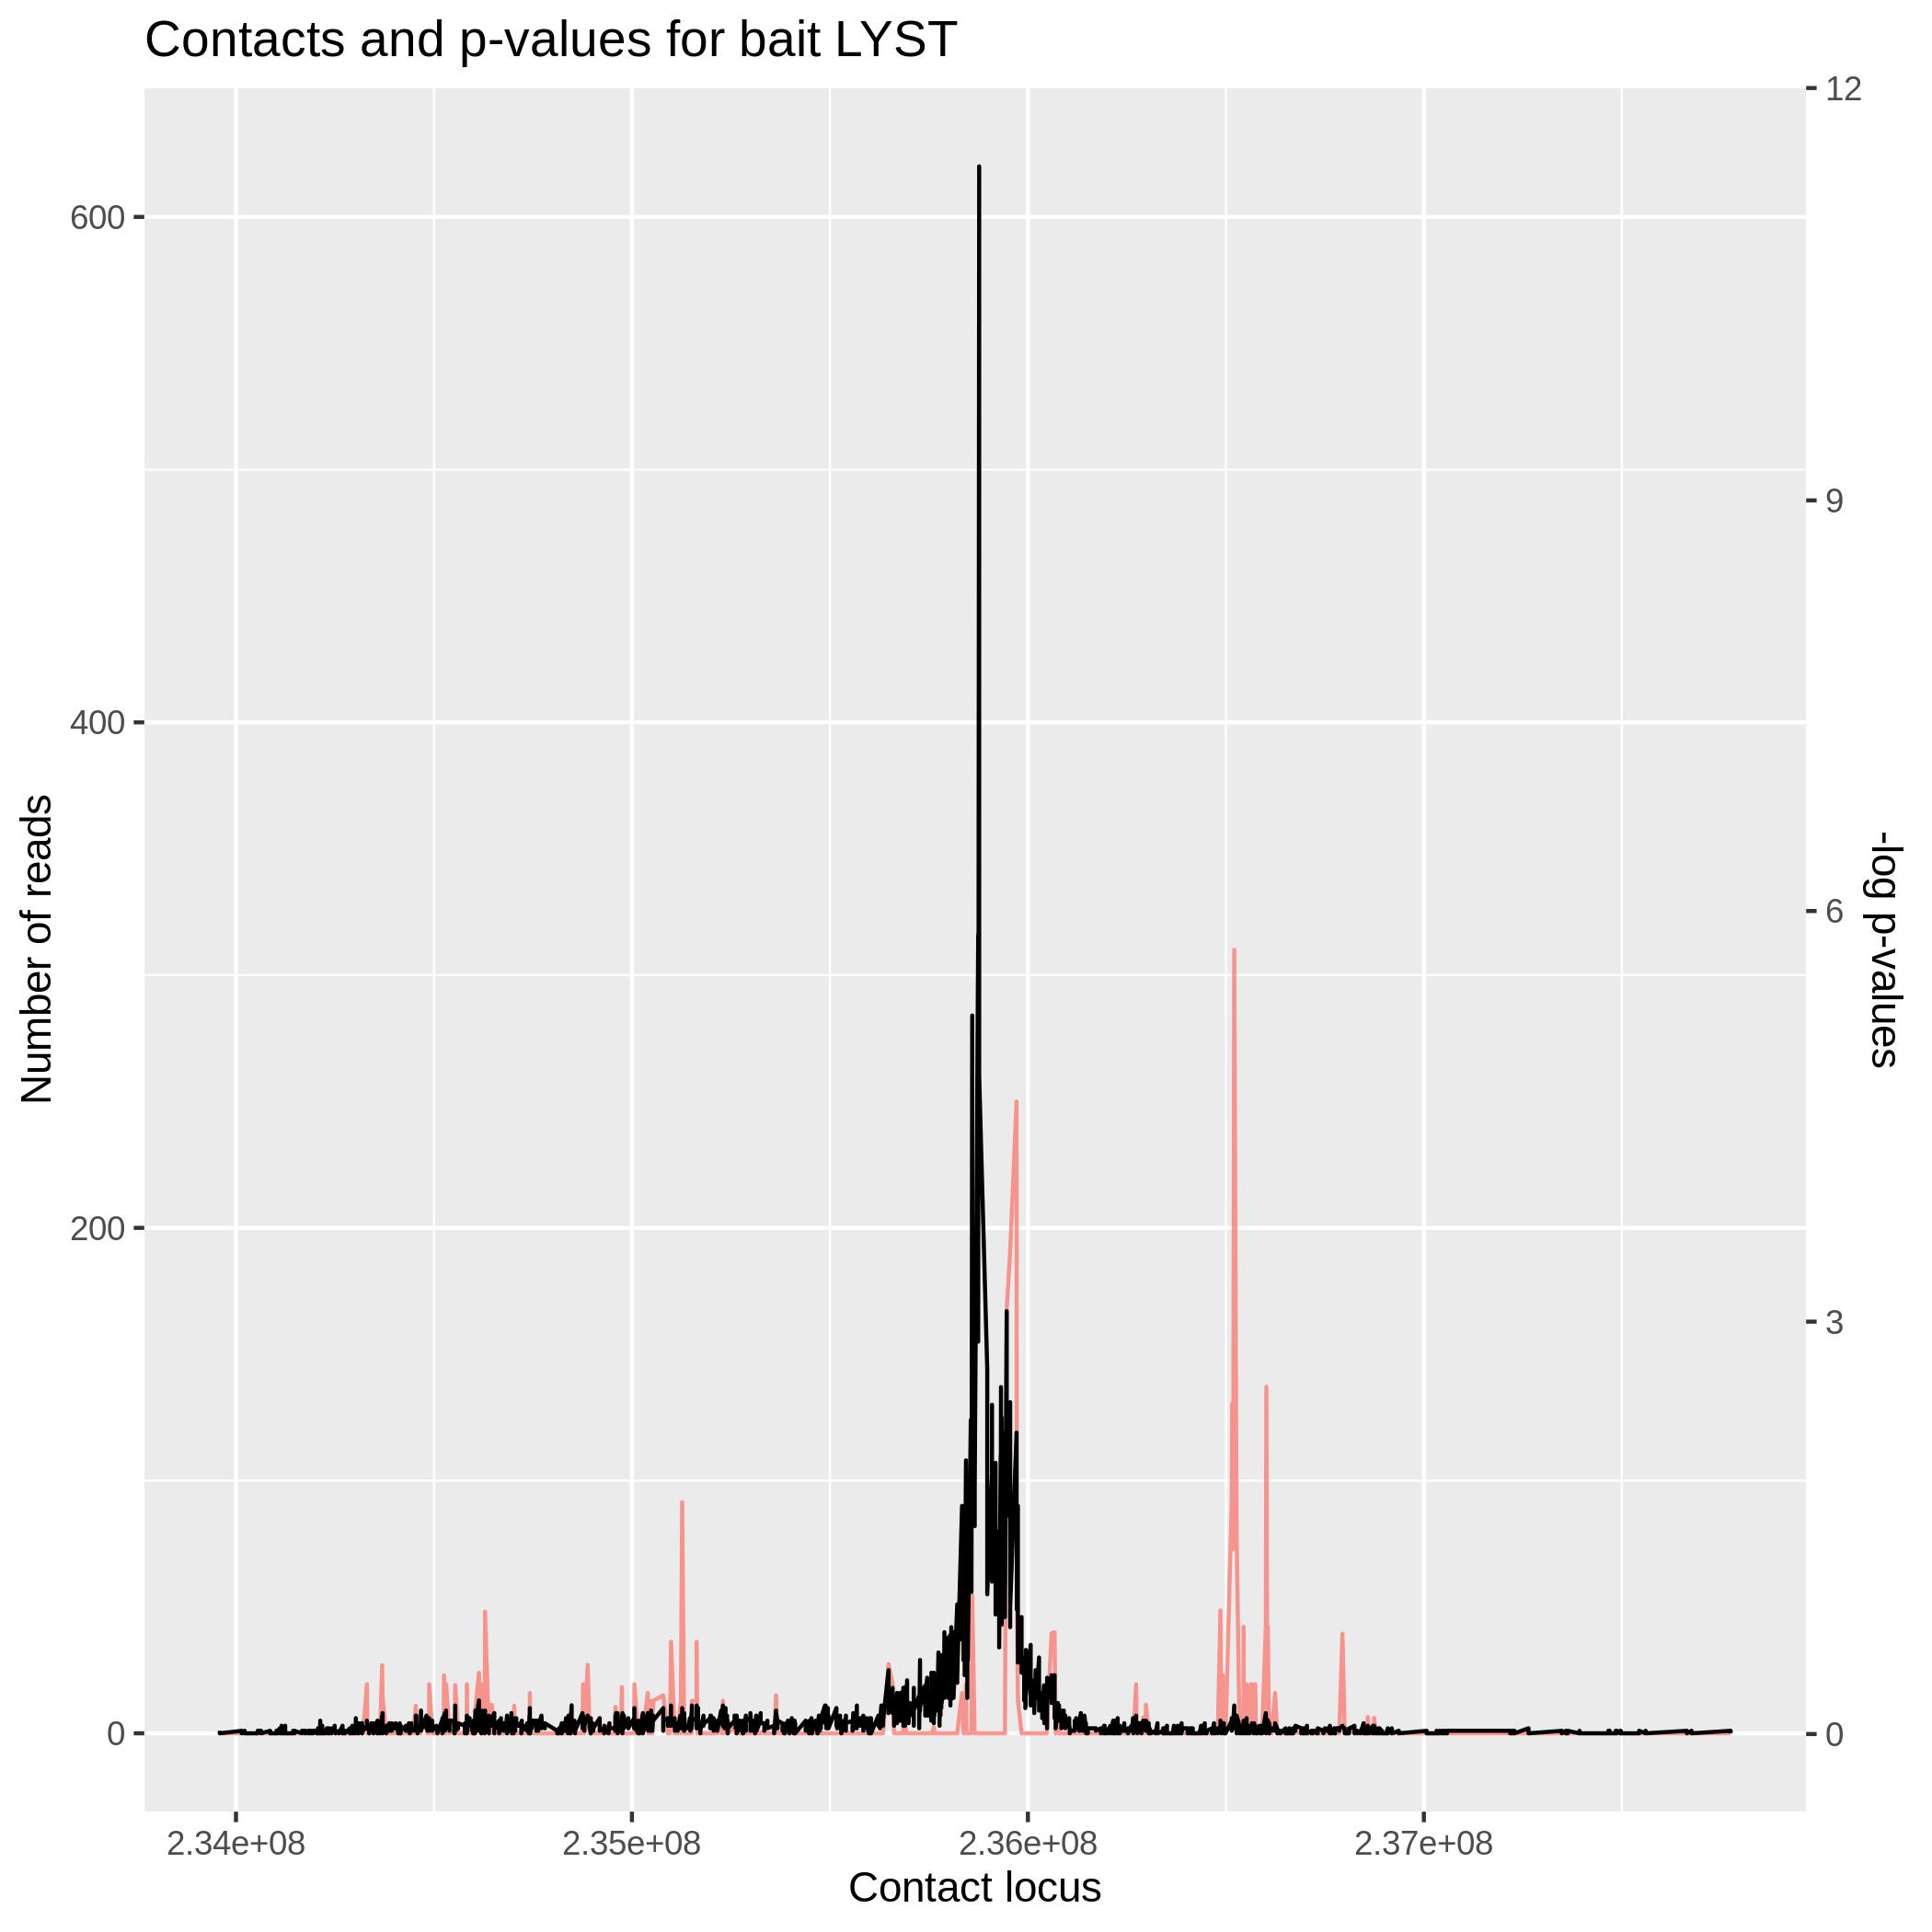 Contacts and p-values for bait LYST
Number of reads
600
400
200
0
12
9
6
3
0
-log p-values
2.34e+08
2.35e+08
2.36e+08
2.37e+08
Contact locus